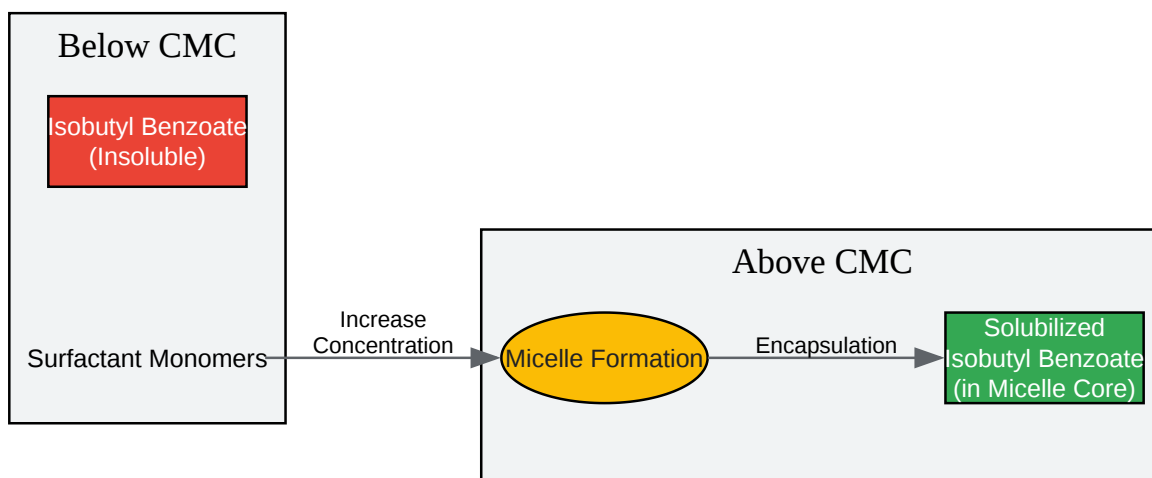 Below CMC
Isobutyl Benzoate
(Insoluble)
Surfactant Monomers
Increase
Concentration
Above CMC
Micelle Formation
Encapsulation
Solubilized
Isobutyl Benzoate
(in Micelle Core)